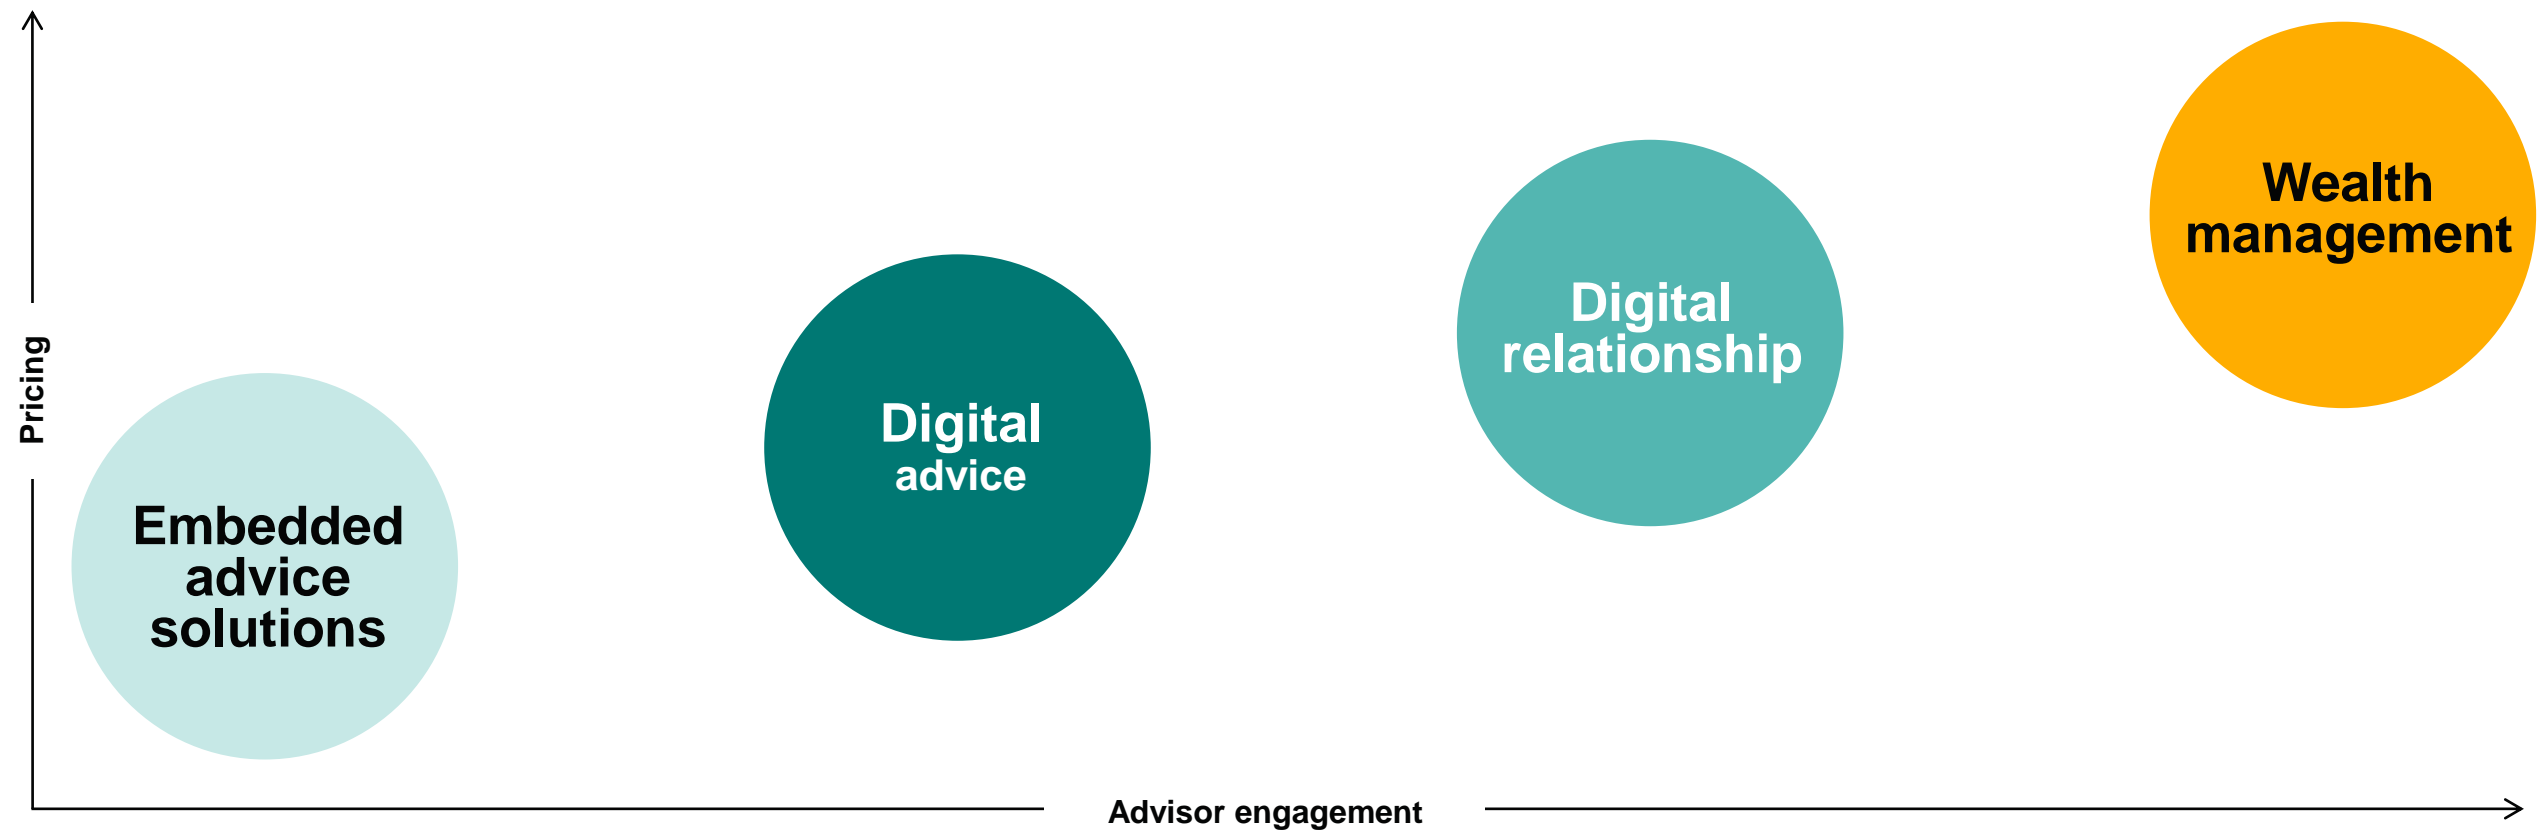 Pricing
Embedded
advice
solutions
Digital
advice
Digital
relationship
Wealth
management
Advisor engagement